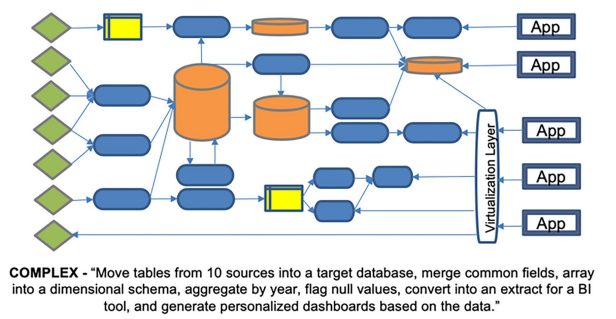 App
App
App
App
App
Virtualization Layer
COMPLEX - “Move tables from 10 sources into a target database, merge common fields, array
into a dimensional schema, aggregate by year, flag null values, convert into an extract for a BI
tool, and generate personalized dashboards based on the data.”